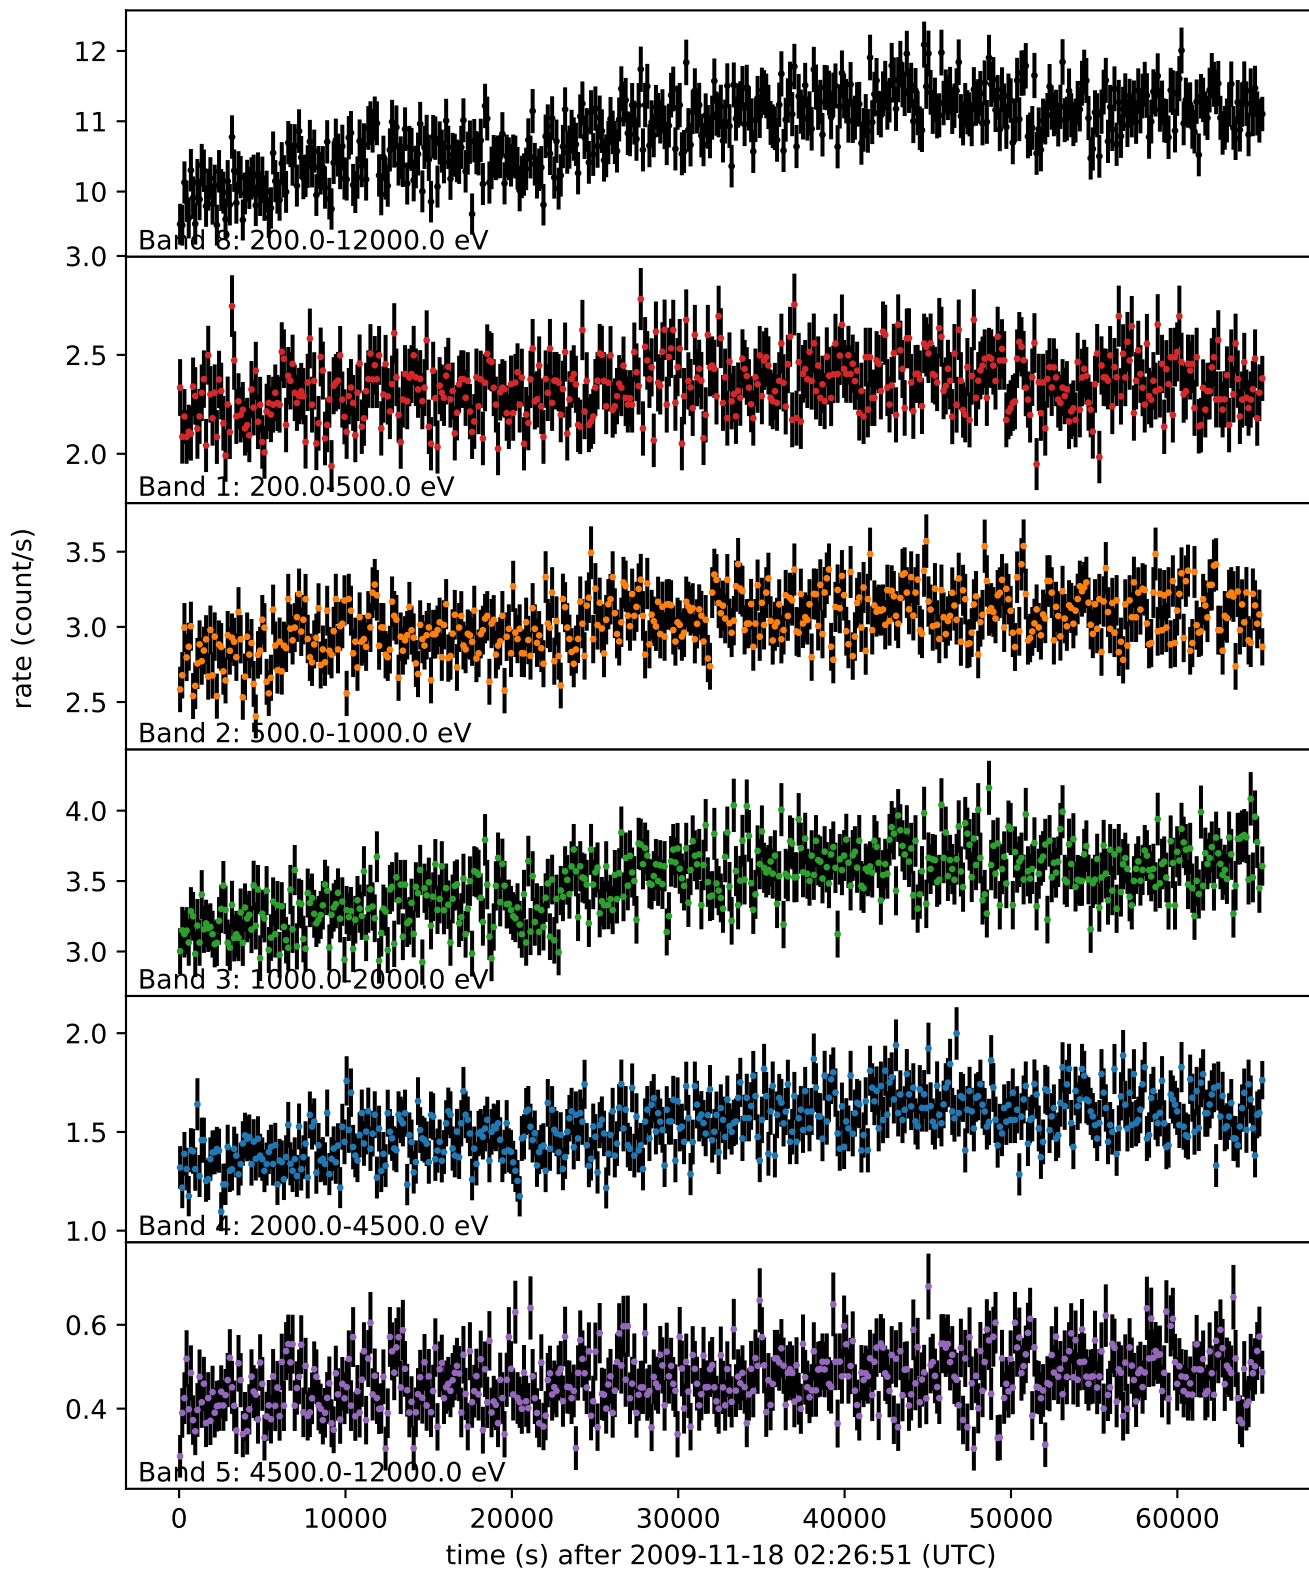 12
11
10
Band 8: 200.0-12000.0 eV
3.0
2.5
2.0
Band 1: 200.0-500.0 eV
rate (count/s)
3.5
3.0
2.5
Band 2: 500.0-1000.0 eV
4.0
3.5
3.0
Band 3: 1000.0-2000.0 eV
2.0
1.5
1.0
Band 4: 2000.0-4500.0 eV
0.6
0.4
Band 5: 4500.0-12000.0 eV
0 10000 20000 30000 40000 50000 60000
time (s) after 2009-11-18 02:26:51 (UTC)